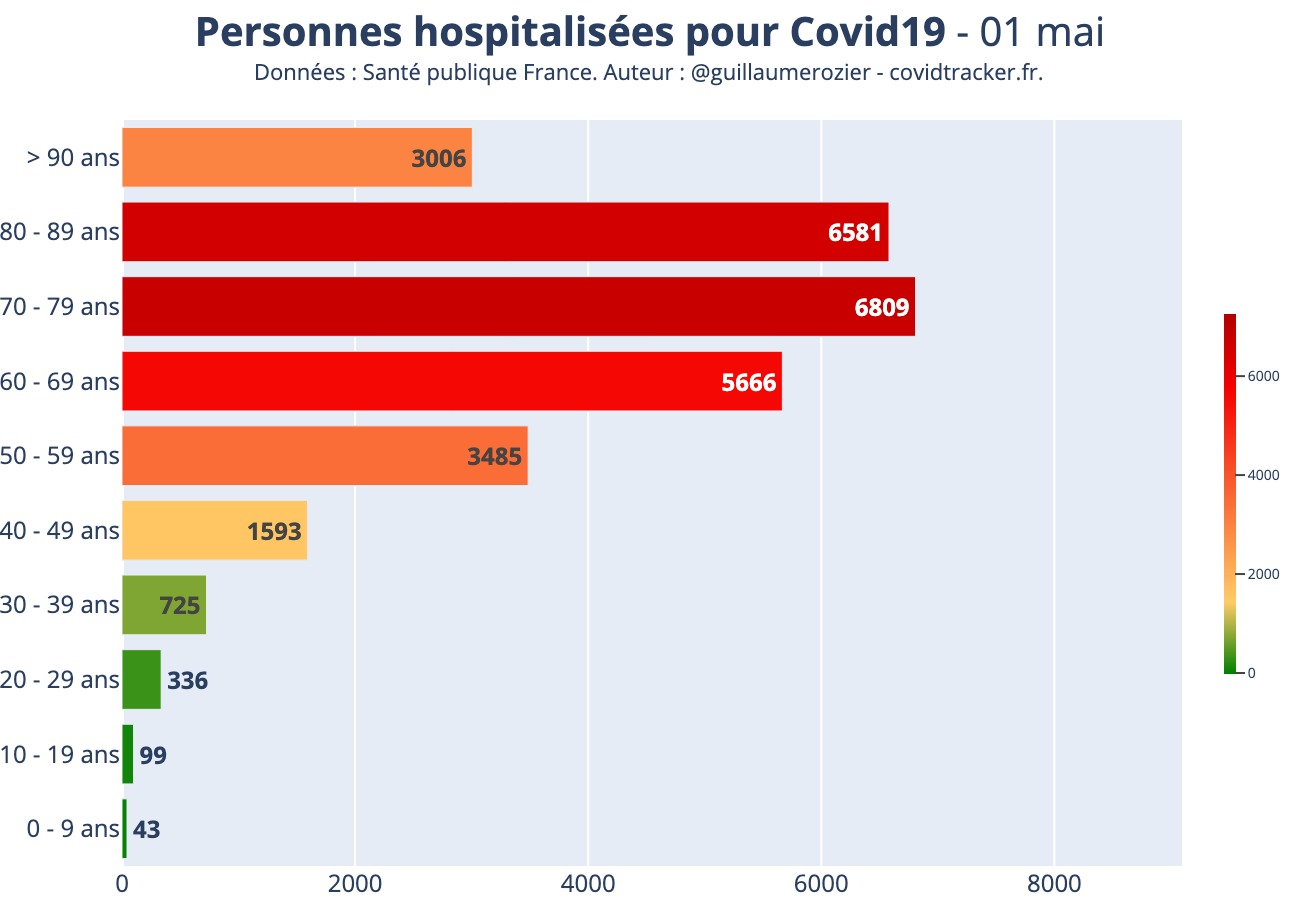 Personnes hospitalisées pour Covid19 - 01 mai
Données : Santé publique France. Auteur : @guillaumerozier - covidtracker.fr.
> 90 ans 3006
80 - 89 ans 6581
70 - 79 ans 6809
60 - 69 ans 5666
50 - 59 ans 3485
40 - 49 ans 1593
30 - 39 ans 725
20 - 29 ans 336
10 - 19 ans 99
0 - 9 ans 43
0 2000 4000 6000 8000
6000
4000
2000
0